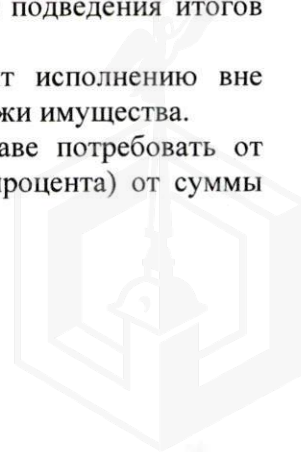 подведения итогов
т исполнению вне
жи имущества.
аве потребовать от
процента) от суммы